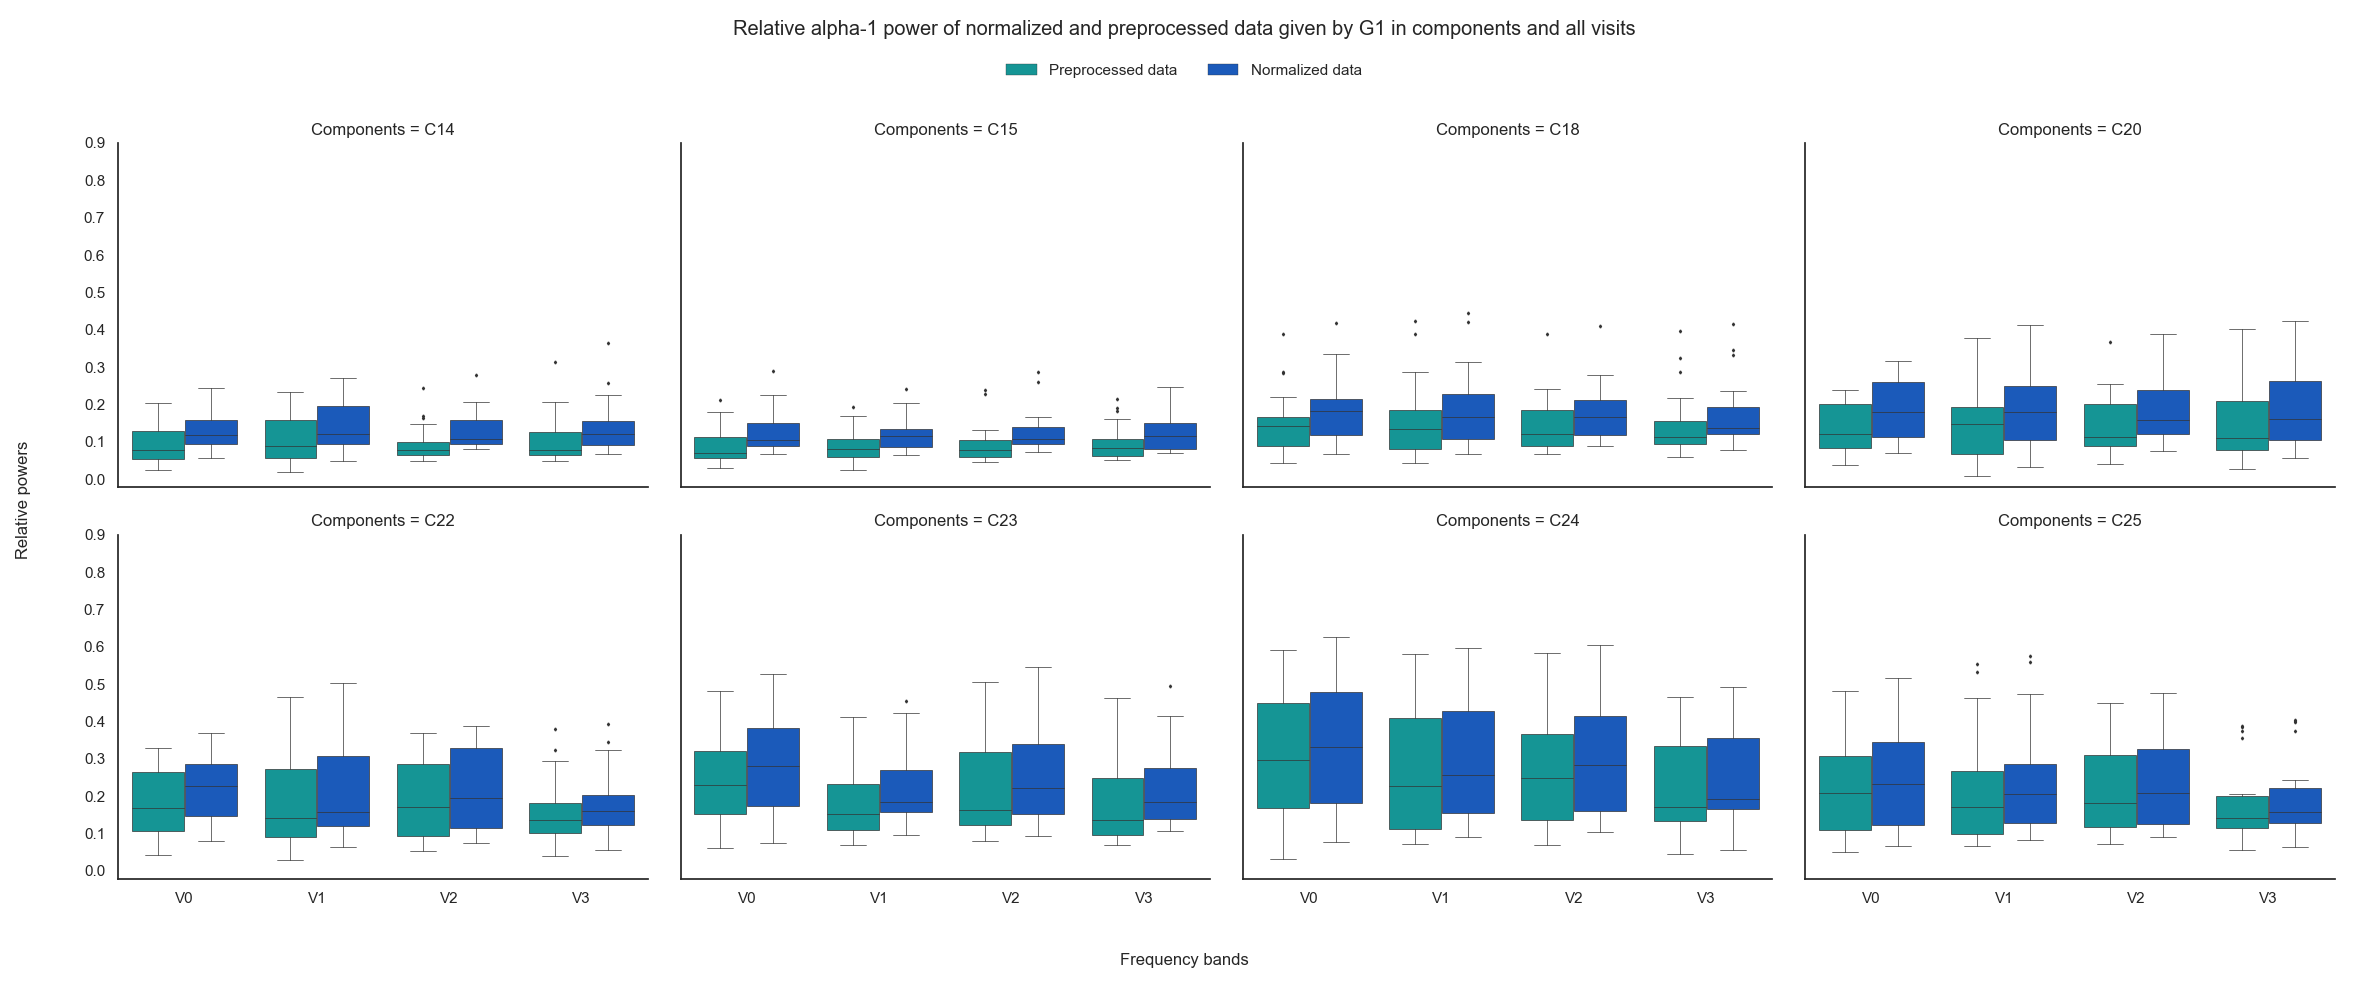 Relative alpha-1 power of normalized and preprocessed data given by G1 in components and all visits
Preprocessed data Normalized data
Components = C14 Components = C15 Components = C18 Components = C20
0.9
0.8
0.7
0.6
0.5
0.4
0.3
0.2
0.1
0.0
Relative powers
Components = C22 Components = C23 Components = C24 Components = C25
0.9
0.8
0.7
0.6
0.5
0.4
0.3
0.2
0.1
0.0
V0 V1 V2 V3 V0 V1 V2 V3 V0 V1 V2 V3 V0 V1 V2 V3
Frequency bands